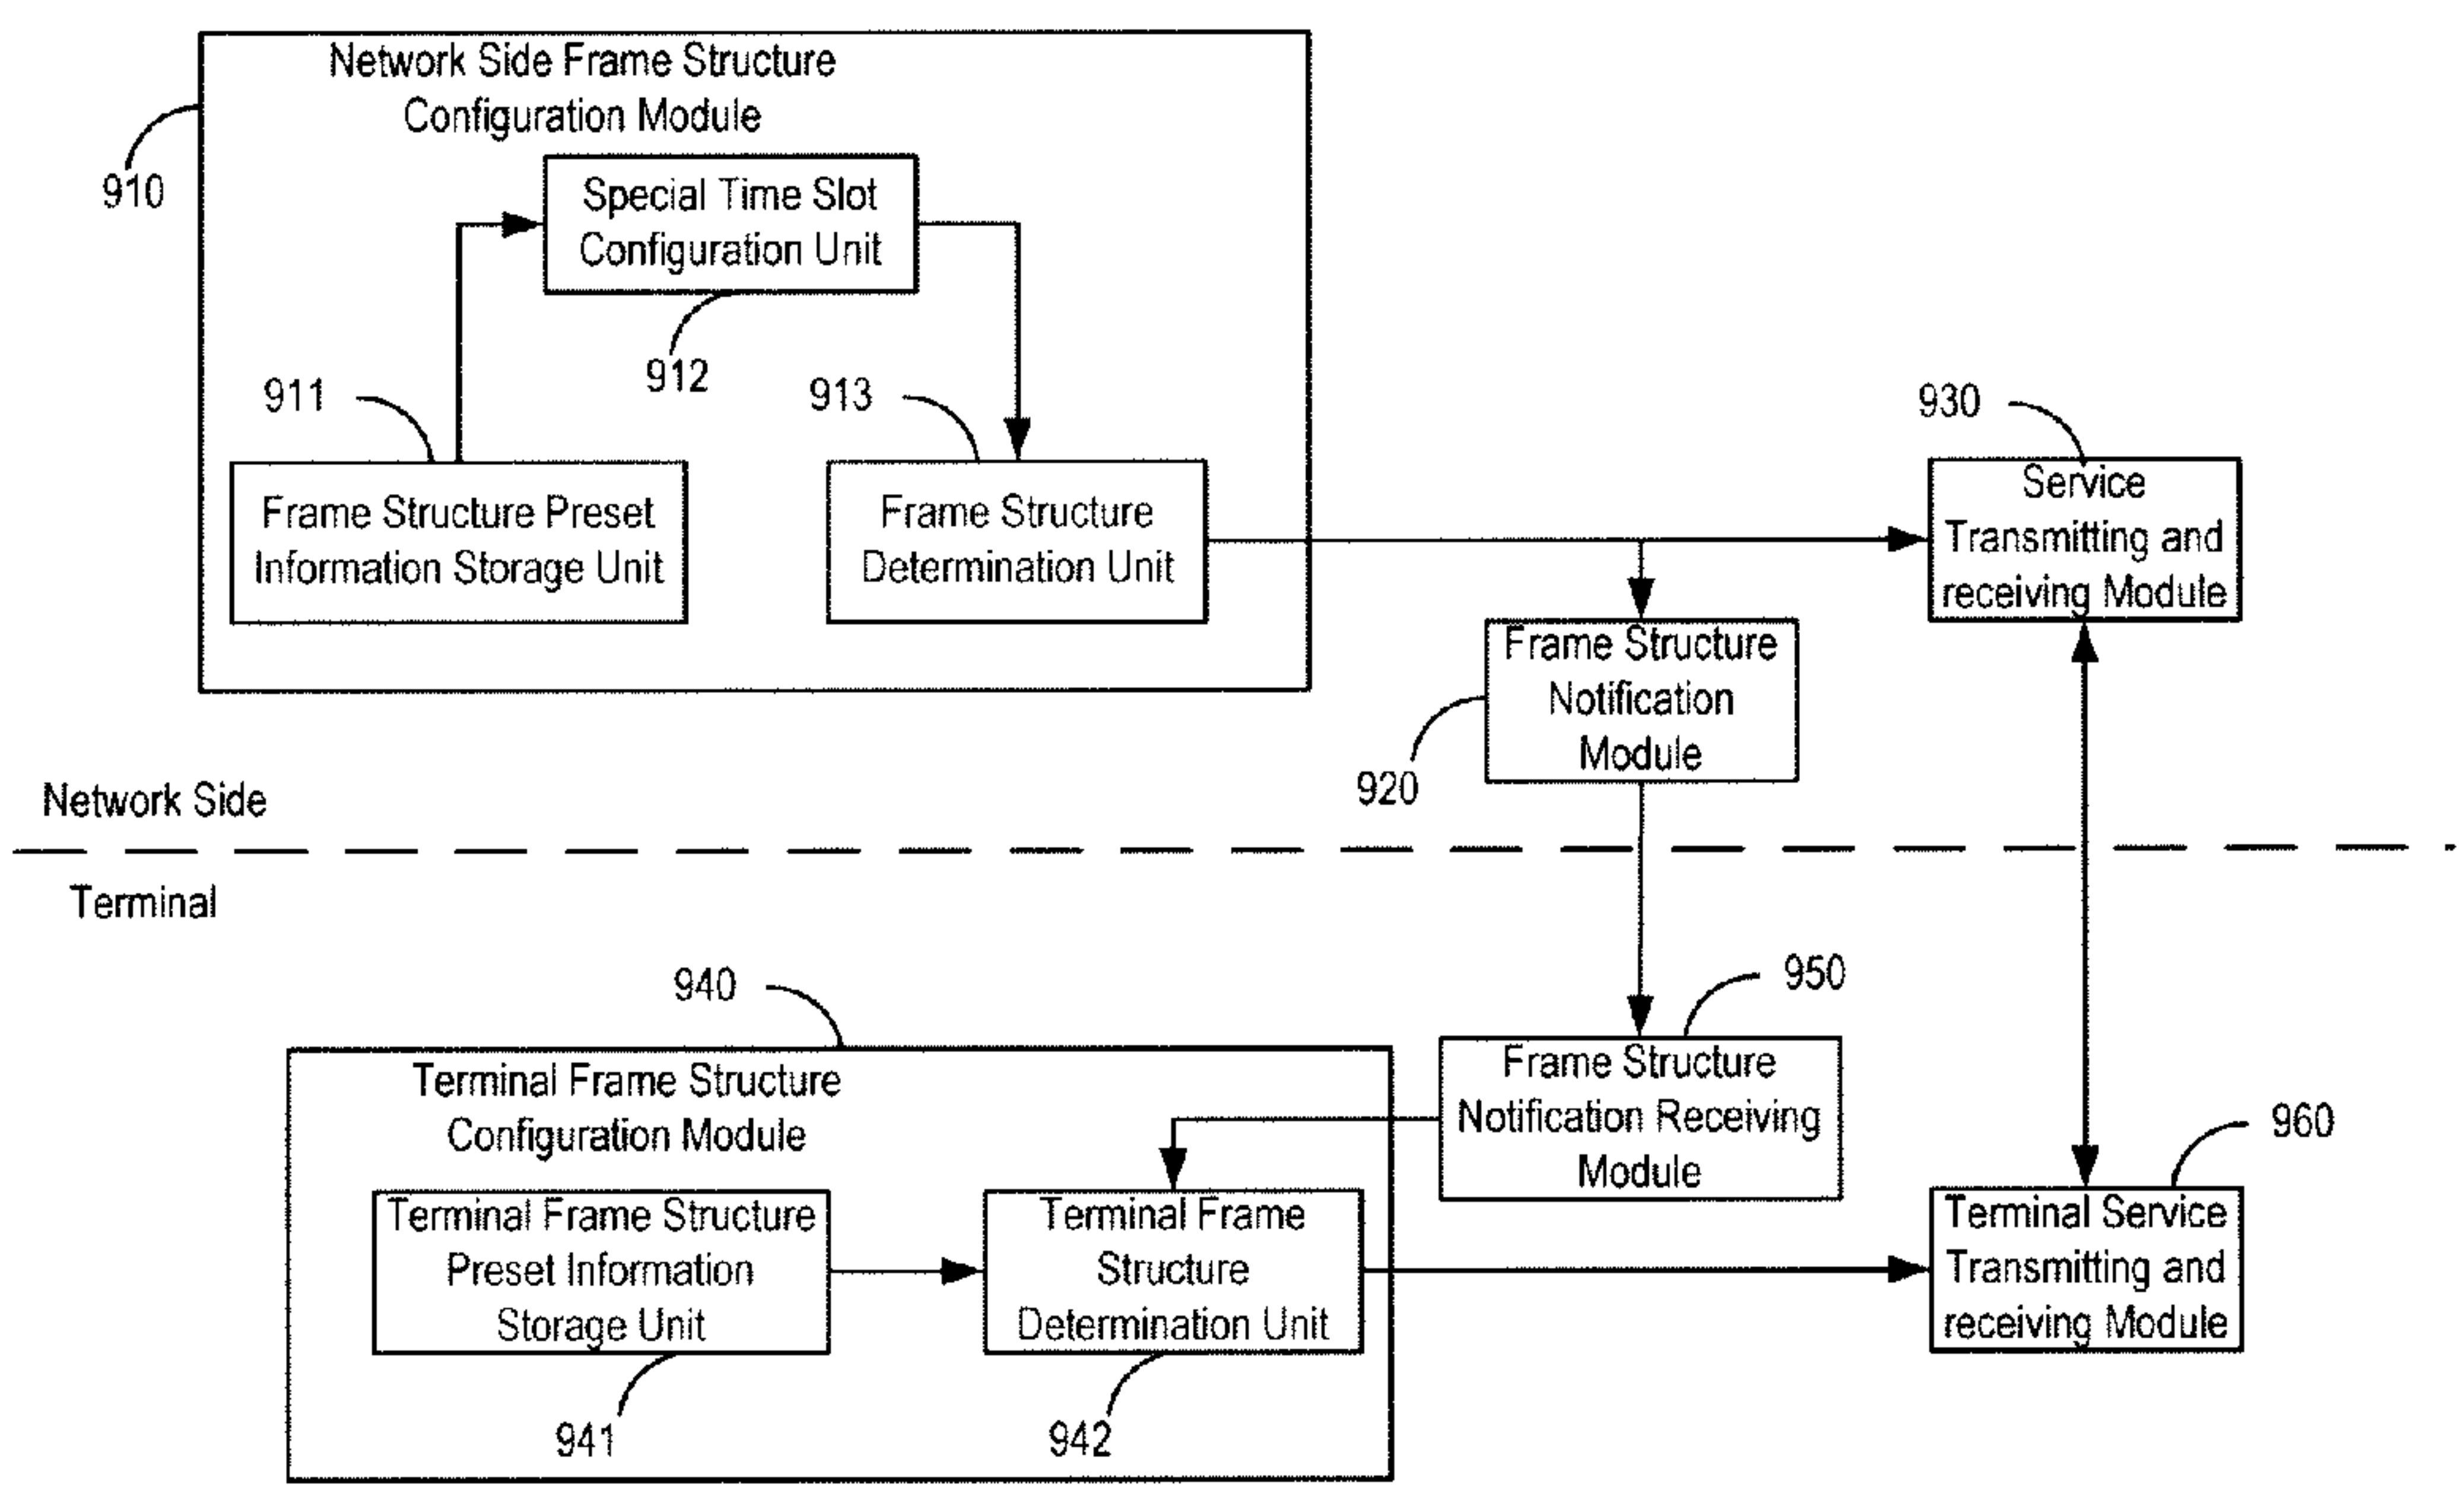 Network Side Frame Structure
Configuration Module
910
Special Time Slot
Configuration Unit
912
911
913
930
Frame Structure Preset
Information Storage Unit
Frame Structure
Determination Unit
Service
Transmitting and
receiving Module
Frame Structure
Notification
Module
920
Network Side
Terminal
940
950
Terminal Frame Structure
Configuration Module
Frame Structure
Notification Receiving
Module
960
Terminal Frame Structure
Preset Information
Storage Unit
Terminal Frame
Structure
Determination Unit
Terminal Service
Transmitting and
receiving Module
941
942